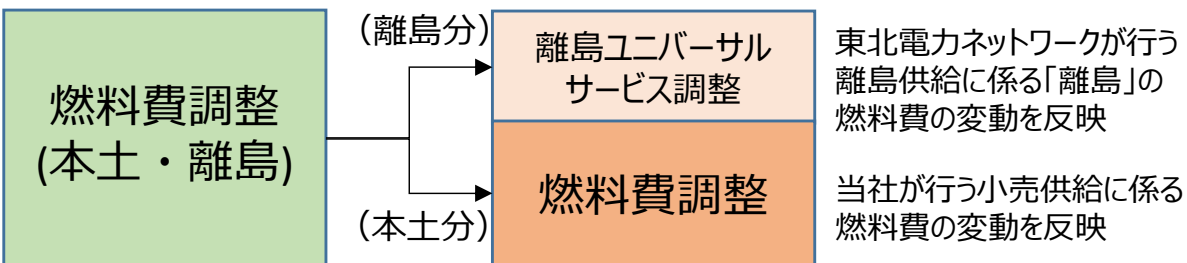 燃料費調整
(本土・離島)
(離島分)
離島ユニバーサル
サービス調整
東北電力ネットワークが行う
離島供給に係る「離島」の
燃料費の変動を反映
(本土分)
燃料費調整
当社が行う小売供給に係る
燃料費の変動を反映